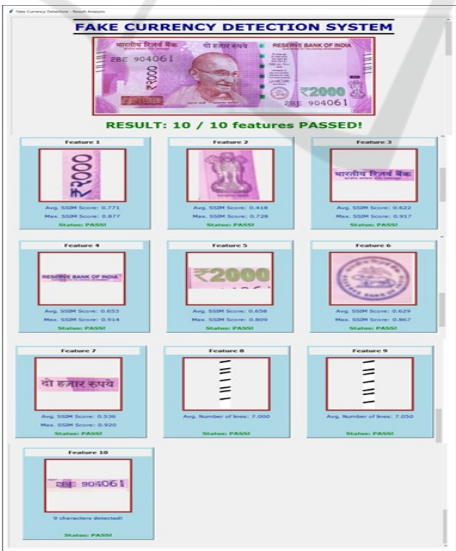 Fake Currency Detection - Result Analysis
FAKE CURRENCY DETECTION SYSTEM
भारतीय रिज़र्व बैंक दो हज़ार रुपये RESERVE BANK OF INDIA
2BE 904061
₹2000
₹2000
2BE 904061
RESULT: 10 / 10 features PASSED!
Feature 1
₹2000
Avg. SSIM Score: 0.771
Max. SSIM Score: 0.877
Status: PASS!
Feature 2
Avg. SSIM Score: 0.418
Max. SSIM Score: 0.728
Status: PASS!
Feature 3
भारतीय रिज़र्व बैंक
Avg. SSIM Score: 0.622
Max. SSIM Score: 0.917
Status: PASS!
Feature 4
RESERVE BANK OF INDIA
Avg. SSIM Score: 0.653
Max. SSIM Score: 0.914
Status: PASS!
Feature 5
₹2000
Avg. SSIM Score: 0.658
Max. SSIM Score: 0.809
Status: PASS!
Feature 6
Avg. SSIM Score: 0.629
Max. SSIM Score: 0.867
Status: PASS!
Feature 7
दो हज़ार रुपये
Avg. SSIM Score: 0.536
Max. SSIM Score: 0.920
Status: PASS!
Feature 8
Avg. Number of lines: 7.000
Status: PASS!
Feature 9
Avg. Number of lines: 7.050
Status: PASS!
Feature 10
2BE 904061
9 characters detected!
Status: PASS!